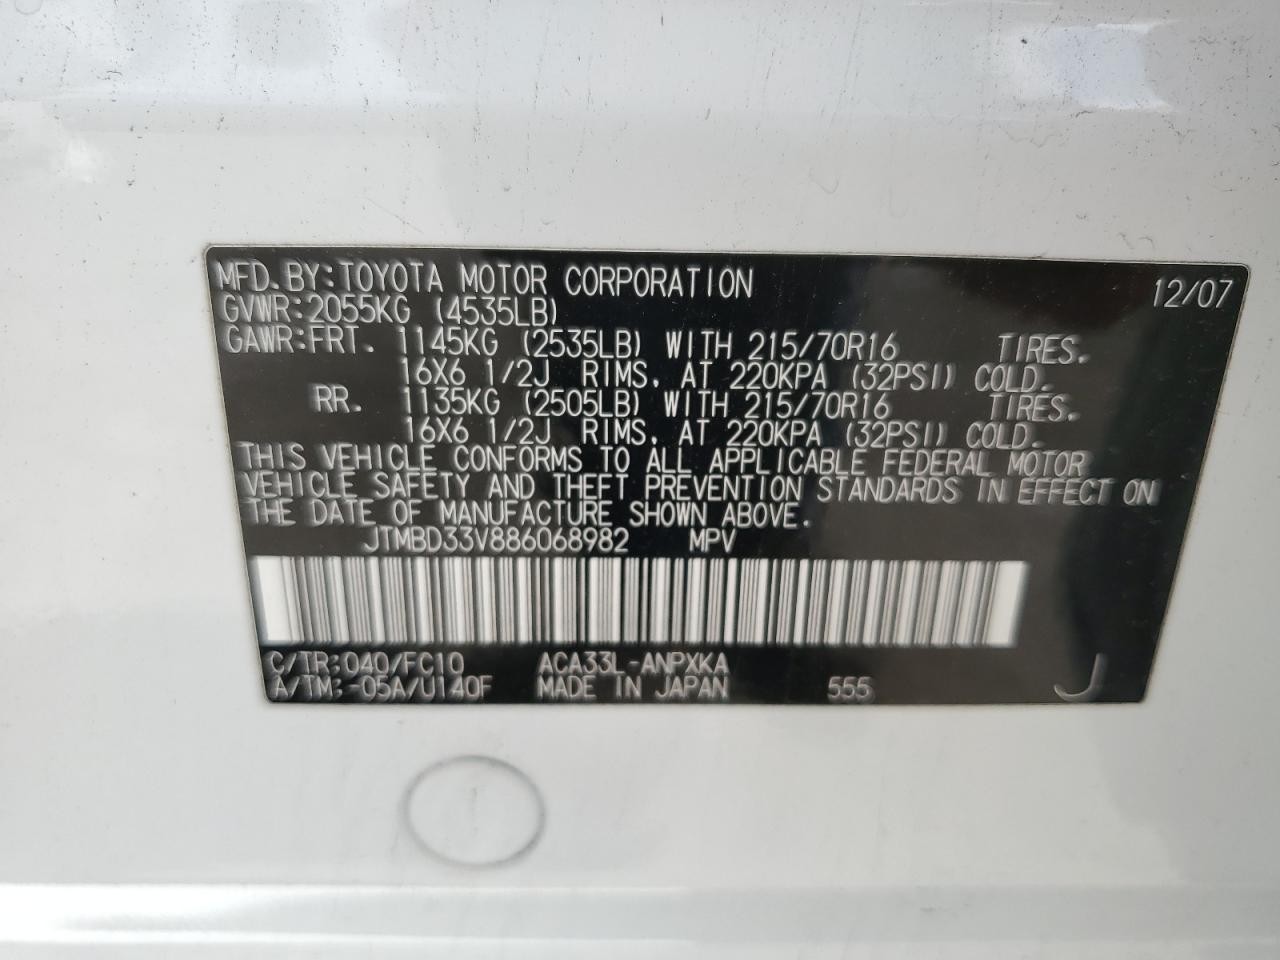 MFD. BY: TOYOTA MOTOR CORPORATION 12/07
GVWR: 2055KG (4535LB)
GAWR: FRT. 1145KG (2535LB) WITH 215/70R16 TIRES.
16X6 1/2J RIMS, AT 220KPA (32PSI) COLD.
RR. 1135KG (2505LB) WITH 215/70R16 TIRES.
16X6 1/2J RIMS, AT 220KPA (32PSI) COLD.
THIS VEHICLE CONFORMS TO ALL APPLICABLE FEDERAL MOTOR
VEHICLE SAFETY AND THEFT PREVENTION STANDARDS IN EFFECT ON
THE DATE OF MANUFACTURE SHOWN ABOVE.
JTMBD33V886068982 MPV
C/TR: 040/FC10 ACA33L-ANPXKA
A/TM: -05A/U140F MADE IN JAPAN 555 J